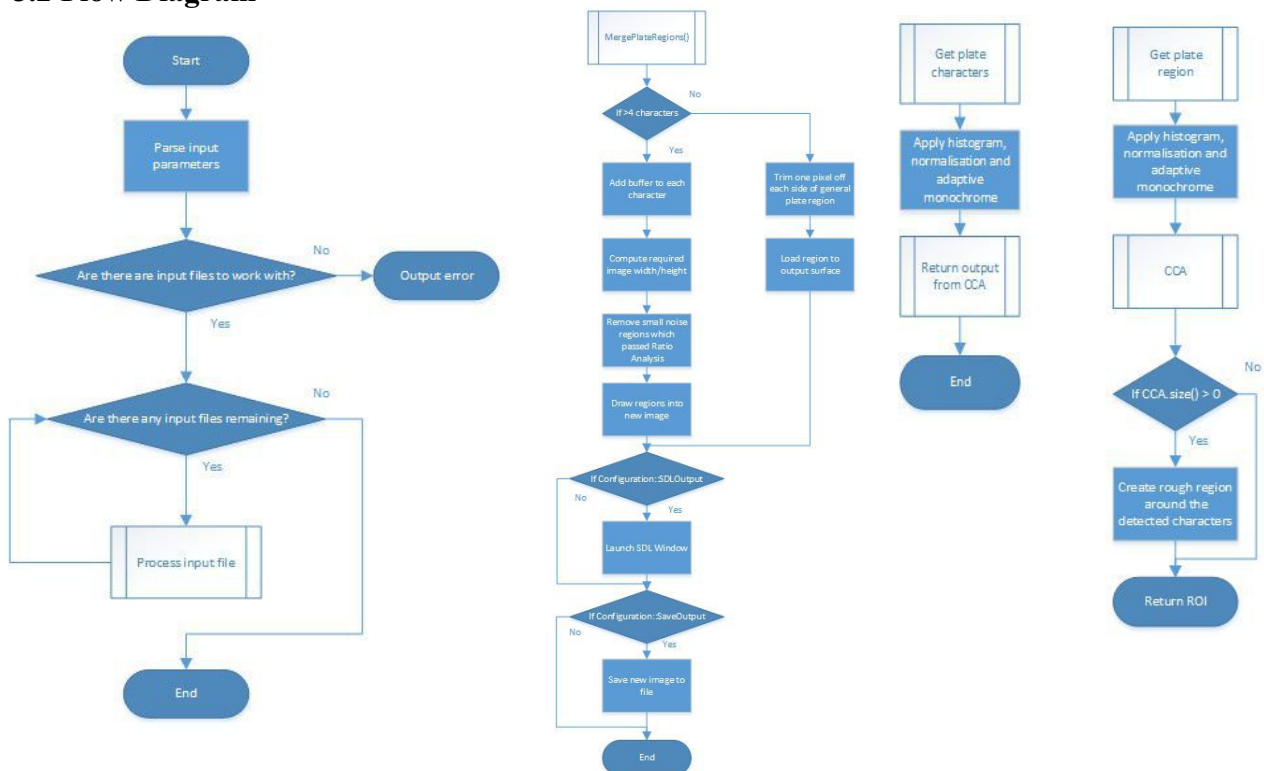 Start
Parse input
parameters
Are there are input files to work with?
No
Output error
Yes
Are there any input files remaining?
No
Yes
Process input file
End
MergePlateRegions()
If >4 characters
No
Yes
Add buffer to each
character
Trim one pixel off
each side of general
plate region
Compute required
image width/height
Load region to
output surface
Remove small noise
regions which
passed Ratio
Analysis
Draw regions into
new image
If Configuration::SDLOutput
No
Yes
Launch SDL Window
If Configuration::SaveOutput
No
Yes
Save new image to
file
End
Get plate
characters
Apply histogram,
normalisation and
adaptive
monochrome
Return output
from CCA
End
Get plate
region
Apply histogram,
normalisation and
adaptive
monochrome
CCA
If CCA.size() > 0
No
Yes
Create rough region
around the
detected characters
Return ROI